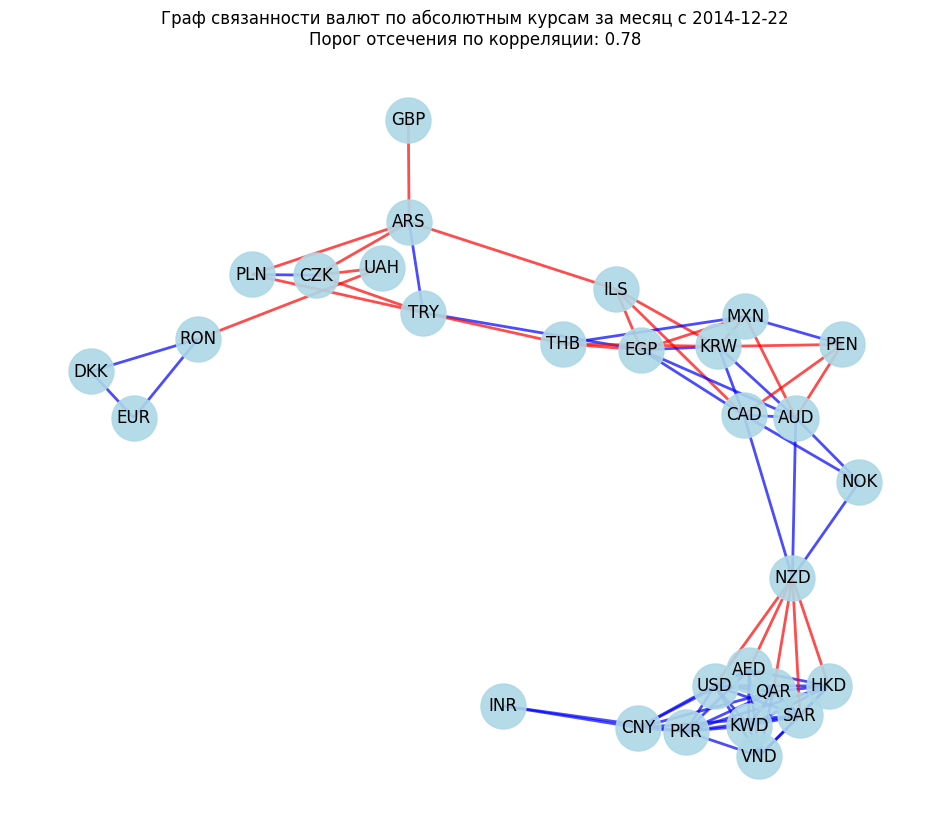 Граф связанности валют по абсолютным курсам за месяц с 2014-12-22
Порог отсечения по корреляции: 0.78
GBP
ARS
UAH
PLN
CZK
ILS
TRY
MXN
RON
THB
EGP
KRW
PEN
DKK
EUR
CAD
AUD
NOK
NZD
AED
USD
QAR
HKD
INR
SAR
CNY
PKR
KWD
VND